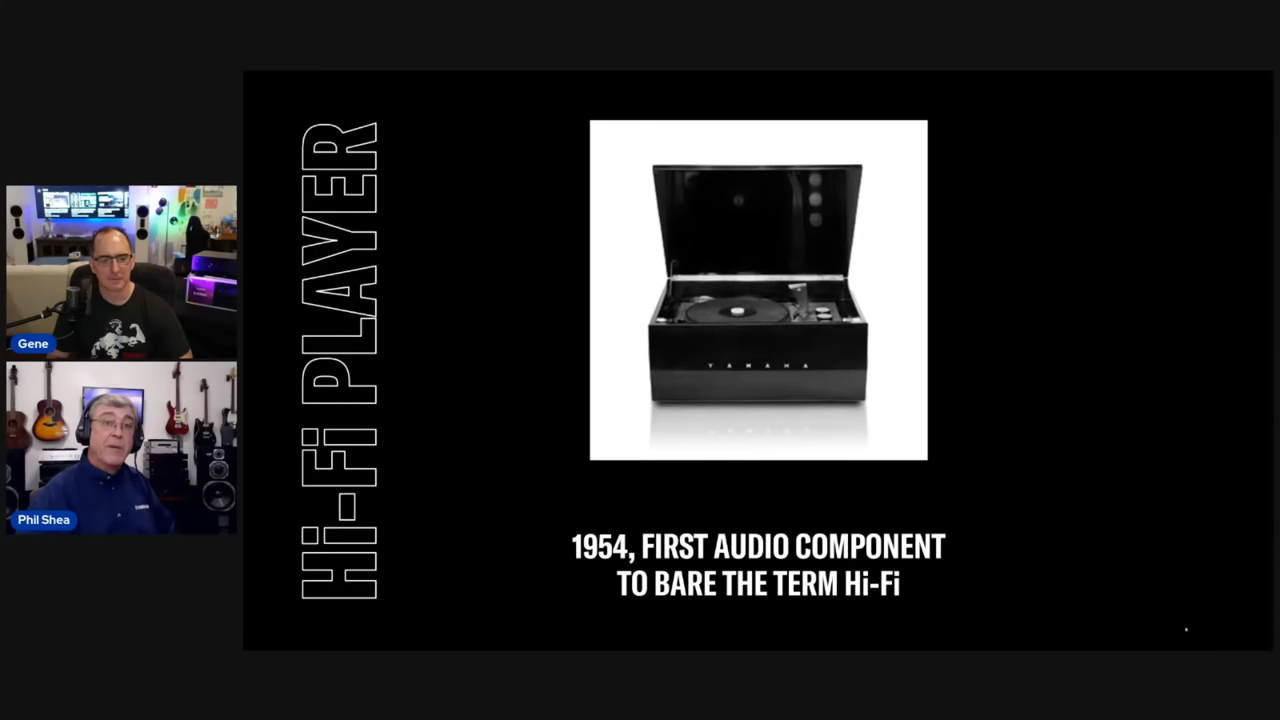 Hi-Fi PLAYER
YAMAHA
1954, FIRST AUDIO COMPONENT
TO BARE THE TERM Hi-Fi
Gene
Phil Shea